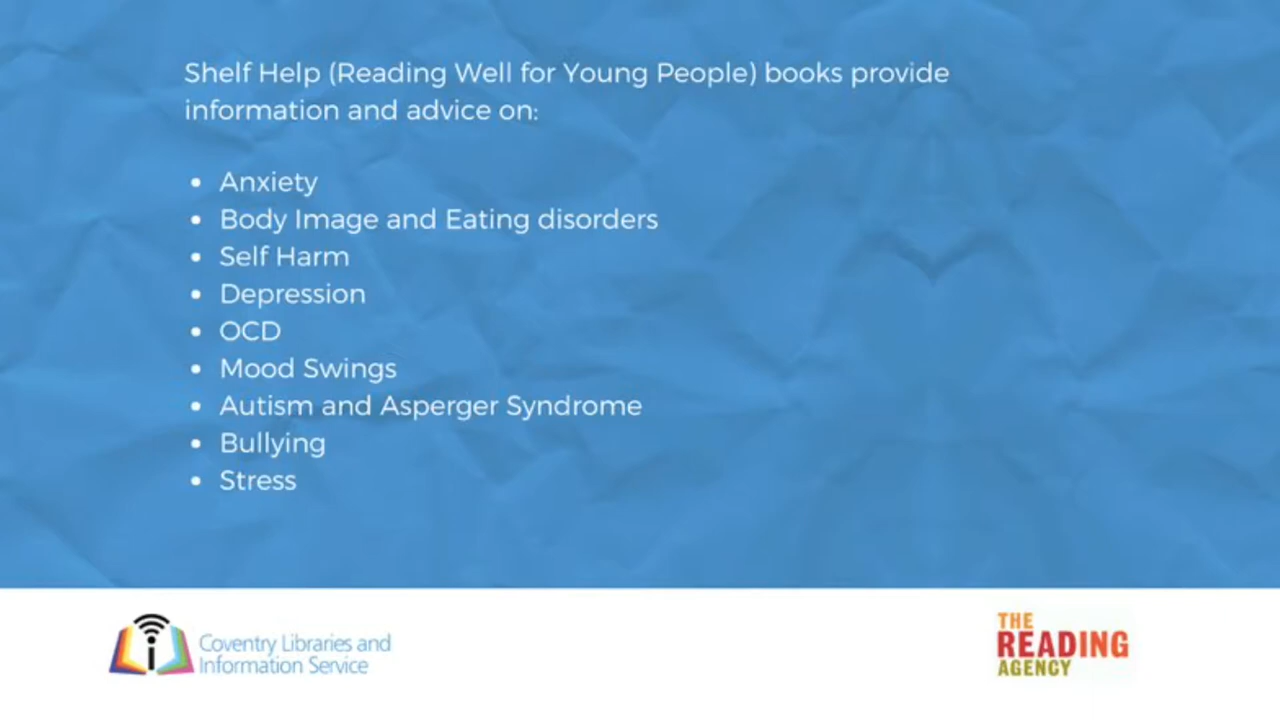 Shelf Help (Reading Well for Young People) books provide
information and advice on:
• Anxiety
• Body Image and Eating disorders
• Self Harm
• Depression
• OCD
• Mood Swings
• Autism and Asperger Syndrome
• Bullying
• Stress
Coventry Libraries and
Information Service
THE
READING
AGENCY